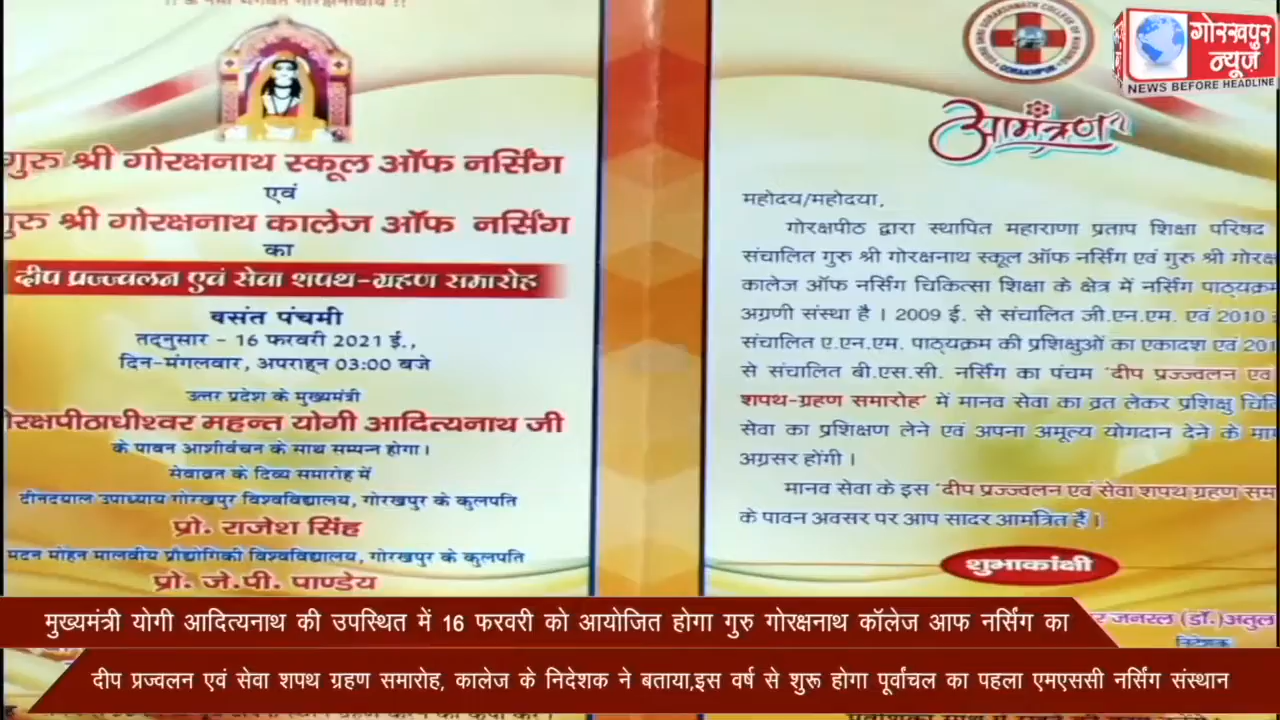 गुरु श्री गोरक्षनाथ स्कूल ऑफ नर्सिंग
एवं
गुरु श्री गोरक्षनाथ कालेज ऑफ नर्सिंग
का
दीप प्रज्ज्वलन एवं सेवा शपथ-ग्रहण समारोह
वसंत पंचमी
तद्नुसार - 16 फरवरी 2021 ई.,
दिन-मंगलवार, अपराह्न 03:00 बजे
उत्तर प्रदेश के मुख्यमंत्री
महन्त योगी आदित्यनाथ जी
के पावन आशीर्वचन के साथ सम्पन्न होगा।
सेवाव्रत के दिव्य समारोह में
दीनदयाल उपाध्याय गोरखपुर विश्वविद्यालय, गोरखपुर के कुलपति
प्रो. राजेश सिंह
मदन मोहन मालवीय प्रौद्योगिकी विश्वविद्यालय, गोरखपुर के कुलपति
प्रो. जे.पी. पाण्डेय
गोरखपुर
न्यूज़
NEWS BEFORE HEADLINE
आमंत्रण
महोदय/महोदया,
गोरक्षपीठ द्वारा स्थापित महाराणा प्रताप शिक्षा परिषद
संचालित गुरु श्री गोरक्षनाथ स्कूल ऑफ नर्सिंग एवं गुरु श्री
कालेज ऑफ नर्सिंग चिकित्सा शिक्षा के क्षेत्र में नर्सिंग पाठ्यक्रम
अग्रणी संस्था है । 2009 ई. से संचालित जी.एन.एम. एवं 2010
संचालित ए.एन.एम. पाठ्यक्रम की प्रशिक्षुओं का एकादश एवं
से संचालित बी.एस.सी. नर्सिंग का पंचम 'दीप प्रज्ज्वलन एवं
शपथ-ग्रहण समारोह' में मानव सेवा का व्रत लेकर प्रशिक्षु
सेवा का प्रशिक्षण लेने एवं अपना अमूल्य योगदान देने के
अग्रसर होंगी ।
मानव सेवा के इस 'दीप प्रज्ज्वलन एवं सेवा शपथ ग्रहण
के पावन अवसर पर आप सादर आमंत्रित हैं ।
शुभाकांक्षी
जनरल (डॉ.) अतुल
निदेशक
मुख्यमंत्री योगी आदित्यनाथ की उपस्थित में 16 फरवरी को आयोजित होगा गुरु गोरक्षनाथ कॉलेज आफ नर्सिंग का
दीप प्रज्वलन एवं सेवा शपथ ग्रहण समारोह, कालेज के निदेशक ने बताया,इस वर्ष से शुरू होगा पूर्वांचल का पहला एमएससी नर्सिंग संस्थान